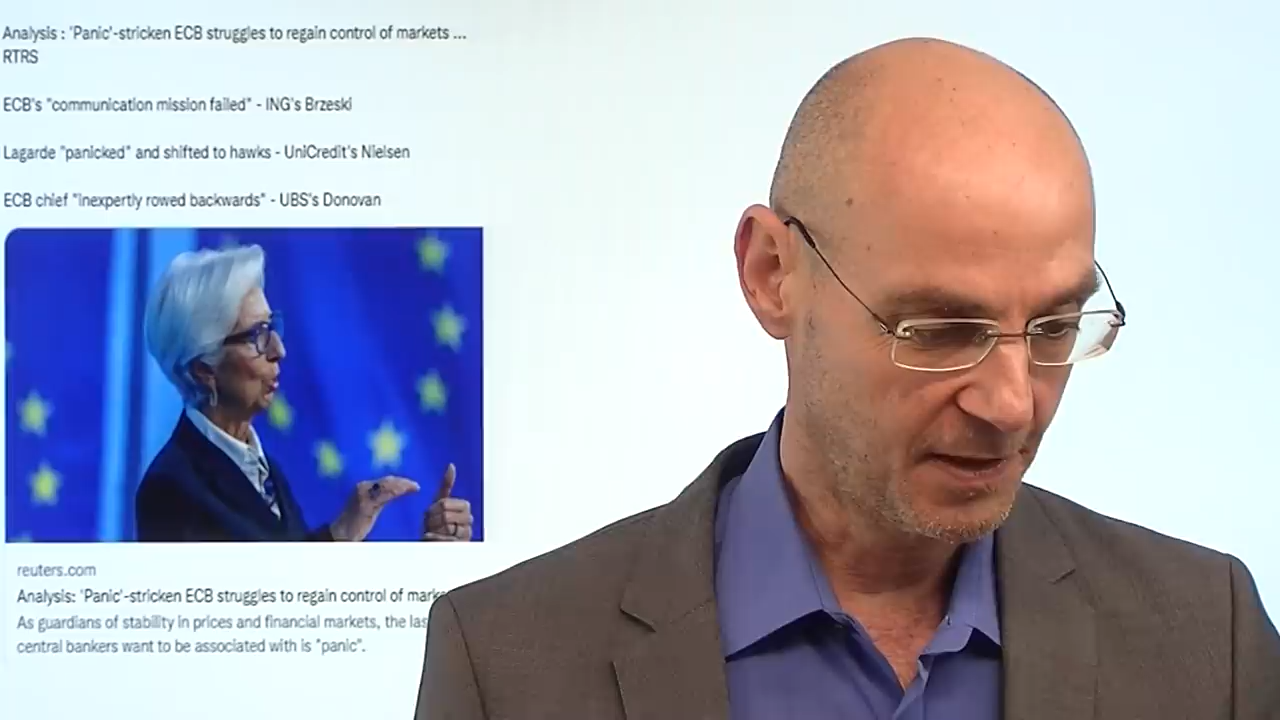 Analysis : 'Panic'-stricken ECB struggles to regain control of markets ...
RTRS
ECB's "communication mission failed" - ING's Brzeski
Lagarde "panicked" and shifted to hawks - UniCredit's Nielsen
ECB chief "inexpertly rowed backwards" - UBS's Donovan
reuters.com
Analysis: 'Panic'-stricken ECB struggles to regain control of
As guardians of stability in prices and financial markets, the
central bankers want to be associated with is "panic".